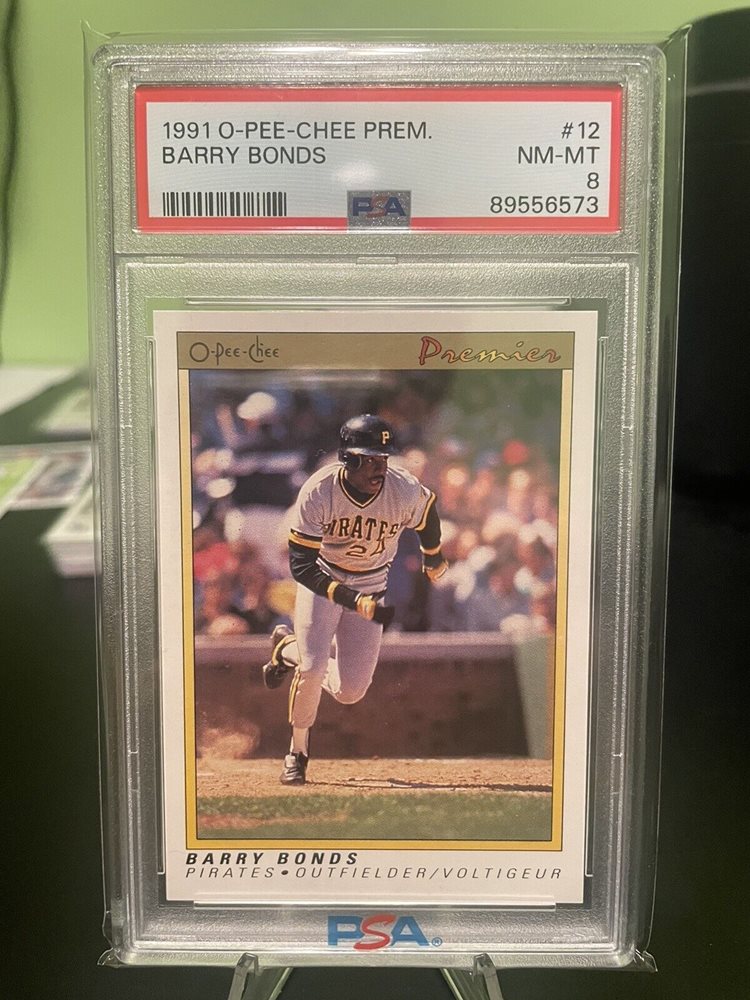 1991 O-PEE-CHEE PREM. #12
BARRY BONDS NM-MT
8
PSA 89556573
O-Pee-Chee Premier
P
PIRATES
24
BARRY BONDS
PIRATES • OUTFIELDER/VOLTIGEUR
PSA®